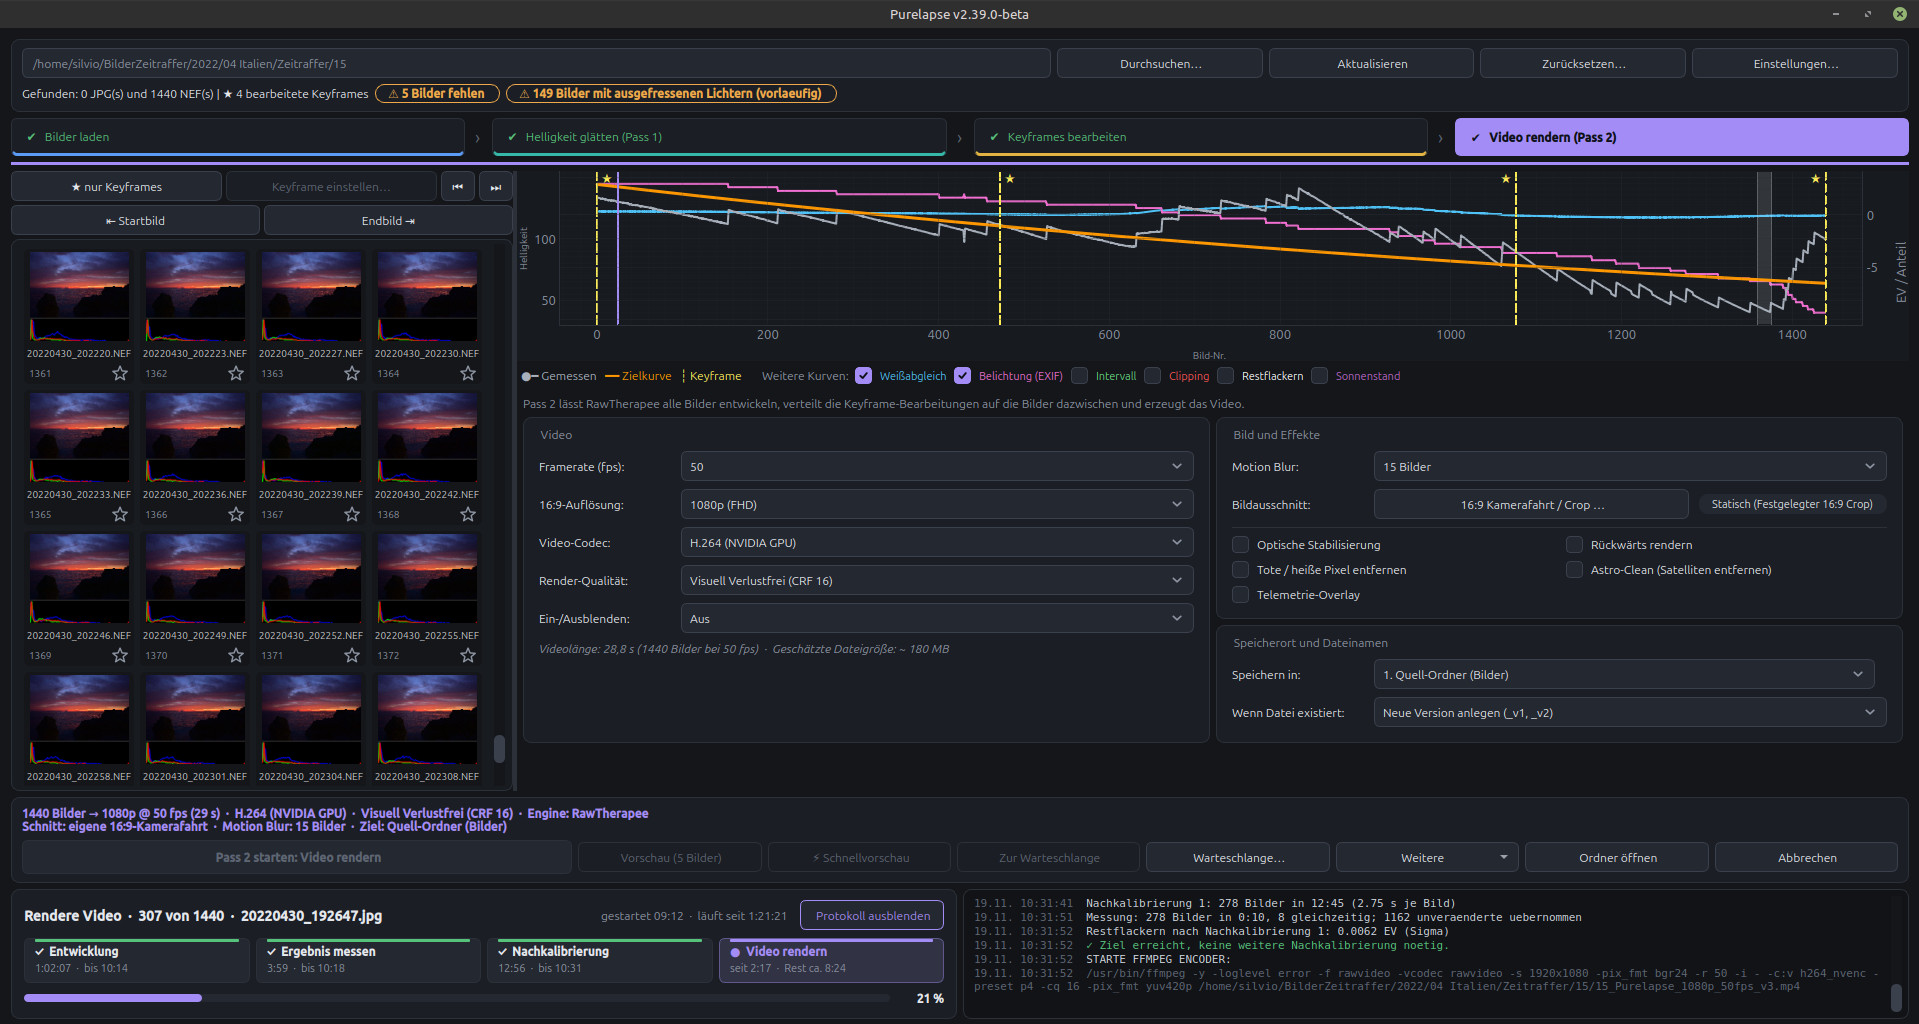 Purelapse v2.39.0-beta
/home/silvio/BilderZeitraffer/2022/04 Italien/Zeitraffer/15
Durchsuchen…
Aktualisieren
Zurücksetzen…
Einstellungen…
Gefunden: 0 JPG(s) und 1440 NEF(s) | ★ 4 bearbeitete Keyframes
⚠ 5 Bilder fehlen
⚠ 149 Bilder mit ausgefressenen Lichtern (vorlaeufig)
✔ Bilder laden
›
✔ Helligkeit glätten (Pass 1)
›
✔ Keyframes bearbeiten
›
✔ Video rendern (Pass 2)
★ nur Keyframes
Keyframe einstellen…
⏮
⏭
⇤ Startbild
Endbild ⇥
20220430_202220.NEF
20220430_202223.NEF
20220430_202227.NEF
20220430_202230.NEF
1361
1362
1363
1364
20220430_202233.NEF
20220430_202236.NEF
20220430_202239.NEF
20220430_202242.NEF
1365
1366
1367
1368
20220430_202246.NEF
20220430_202249.NEF
20220430_202252.NEF
20220430_202255.NEF
1369
1370
1371
1372
20220430_202258.NEF
20220430_202301.NEF
20220430_202304.NEF
20220430_202308.NEF
Helligkeit
100
50
0
200
400
600
800
1000
1200
1400
Bild-Nr.
0
-5
EV / Anteil
Gemessen
Zielkurve
Keyframe
Weitere Kurven:
Weißabgleich
Belichtung (EXIF)
Intervall
Clipping
Restflackern
Sonnenstand
Pass 2 lässt RawTherapee alle Bilder entwickeln, verteilt die Keyframe-Bearbeitungen auf die Bilder dazwischen und erzeugt das Video.
Video
Framerate (fps):
50
16:9-Auflösung:
1080p (FHD)
Video-Codec:
H.264 (NVIDIA GPU)
Render-Qualität:
Visuell Verlustfrei (CRF 16)
Ein-/Ausblenden:
Aus
Videolänge: 28,8 s (1440 Bilder bei 50 fps) · Geschätzte Dateigröße: ~ 180 MB
Bild und Effekte
Motion Blur:
15 Bilder
Bildausschnitt:
16:9 Kamerafahrt / Crop …
Statisch (Festgelegter 16:9 Crop)
Optische Stabilisierung
Rückwärts rendern
Tote / heiße Pixel entfernen
Astro-Clean (Satelliten entfernen)
Telemetrie-Overlay
Speicherort und Dateinamen
Speichern in:
1. Quell-Ordner (Bilder)
Wenn Datei existiert:
Neue Version anlegen (_v1, _v2)
1440 Bilder → 1080p @ 50 fps (29 s) · H.264 (NVIDIA GPU) · Visuell Verlustfrei (CRF 16) · Engine: RawTherapee
Schnitt: eigene 16:9-Kamerafahrt · Motion Blur: 15 Bilder · Ziel: Quell-Ordner (Bilder)
Pass 2 starten: Video rendern
Vorschau (5 Bilder)
⚡ Schnellvorschau
Zur Warteschlange
Warteschlange…
Weitere
Ordner öffnen
Abbrechen
Rendere Video · 307 von 1440 · 20220430_192647.jpg
gestartet 09:12 · läuft seit 1:21:21
Protokoll ausblenden
✔ Entwicklung
1:02:07 · bis 10:14
✔ Ergebnis messen
3:59 · bis 10:18
✔ Nachkalibrierung
12:56 · bis 10:31
● Video rendern
seit 2:17 · Rest ca. 8:24
21 %
19.11. 10:31:41 Nachkalibrierung 1: 278 Bilder in 12:45 (2.75 s je Bild)
19.11. 10:31:51 Messung: 278 Bilder in 0:10, 8 gleichzeitig; 1162 unveraenderte uebernommen
19.11. 10:31:52 Restflackern nach Nachkalibrierung 1: 0.0062 EV (Sigma)
19.11. 10:31:52 ✓ Ziel erreicht, keine weitere Nachkalibrierung noetig.
19.11. 10:31:52 STARTE FFMPEG ENCODER:
19.11. 10:31:52 /usr/bin/ffmpeg -y -loglevel error -f rawvideo -vcodec rawvideo -s 1920x1080 -pix_fmt bgr24 -r 50 -i - -c:v h264_nvenc -
preset p4 -cq 16 -pix_fmt yuv420p /home/silvio/BilderZeitraffer/2022/04 Italien/Zeitraffer/15/15_Purelapse_1080p_50fps_v3.mp4